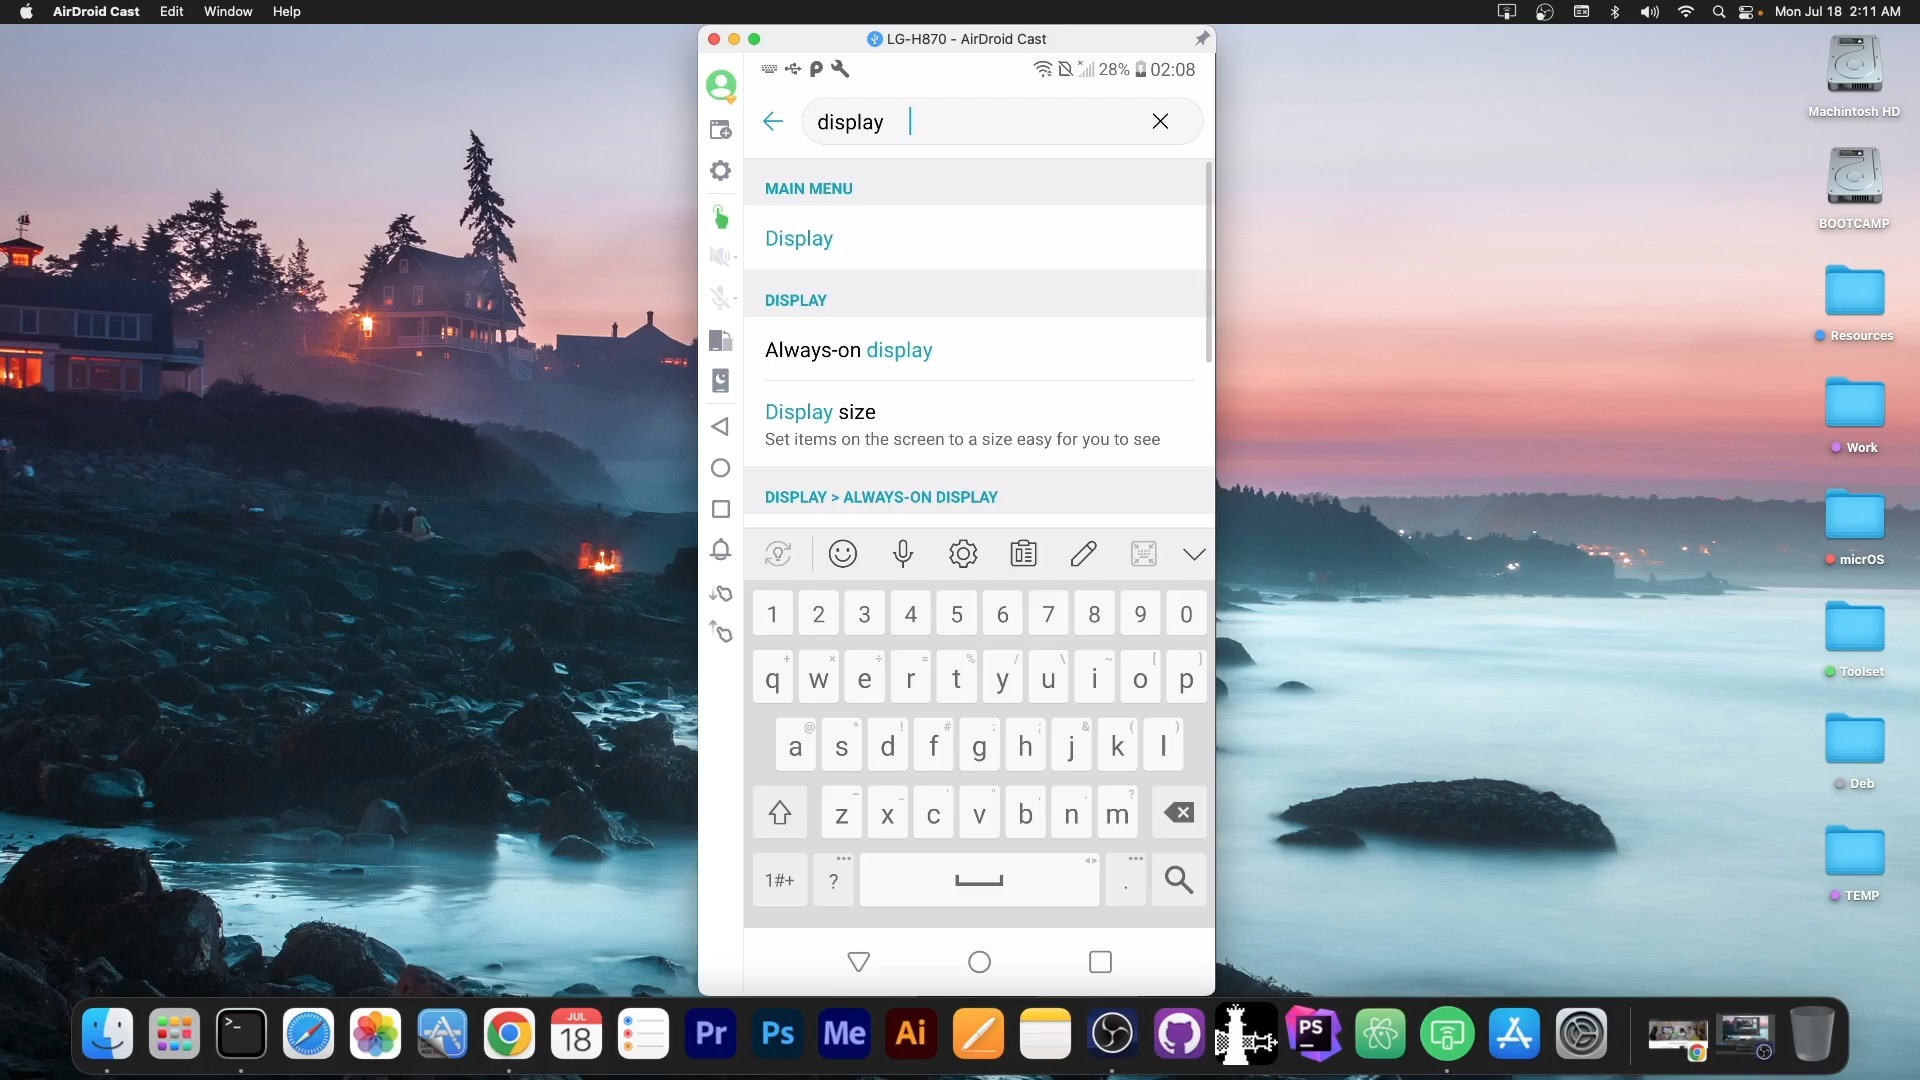 AirDroid Cast Edit Window Help
Mon Jul 18 2:11 AM
LG-H870 - AirDroid Cast
28% 02:08
display
MAIN MENU
Display
DISPLAY
Always-on display
Display size
Set items on the screen to a size easy for you to see
DISPLAY > ALWAYS-ON DISPLAY
1 2 3 4 5 6 7 8 9 0
q w e r t y u i o p
a s d f g h j k l
z x c v b n m
1#+ ? .
Machintosh HD
BOOTCAMP
Resources
Work
micrOS
Toolset
Deb
TEMP
JUL
18
Pr
Ps
Me
Ai
PS